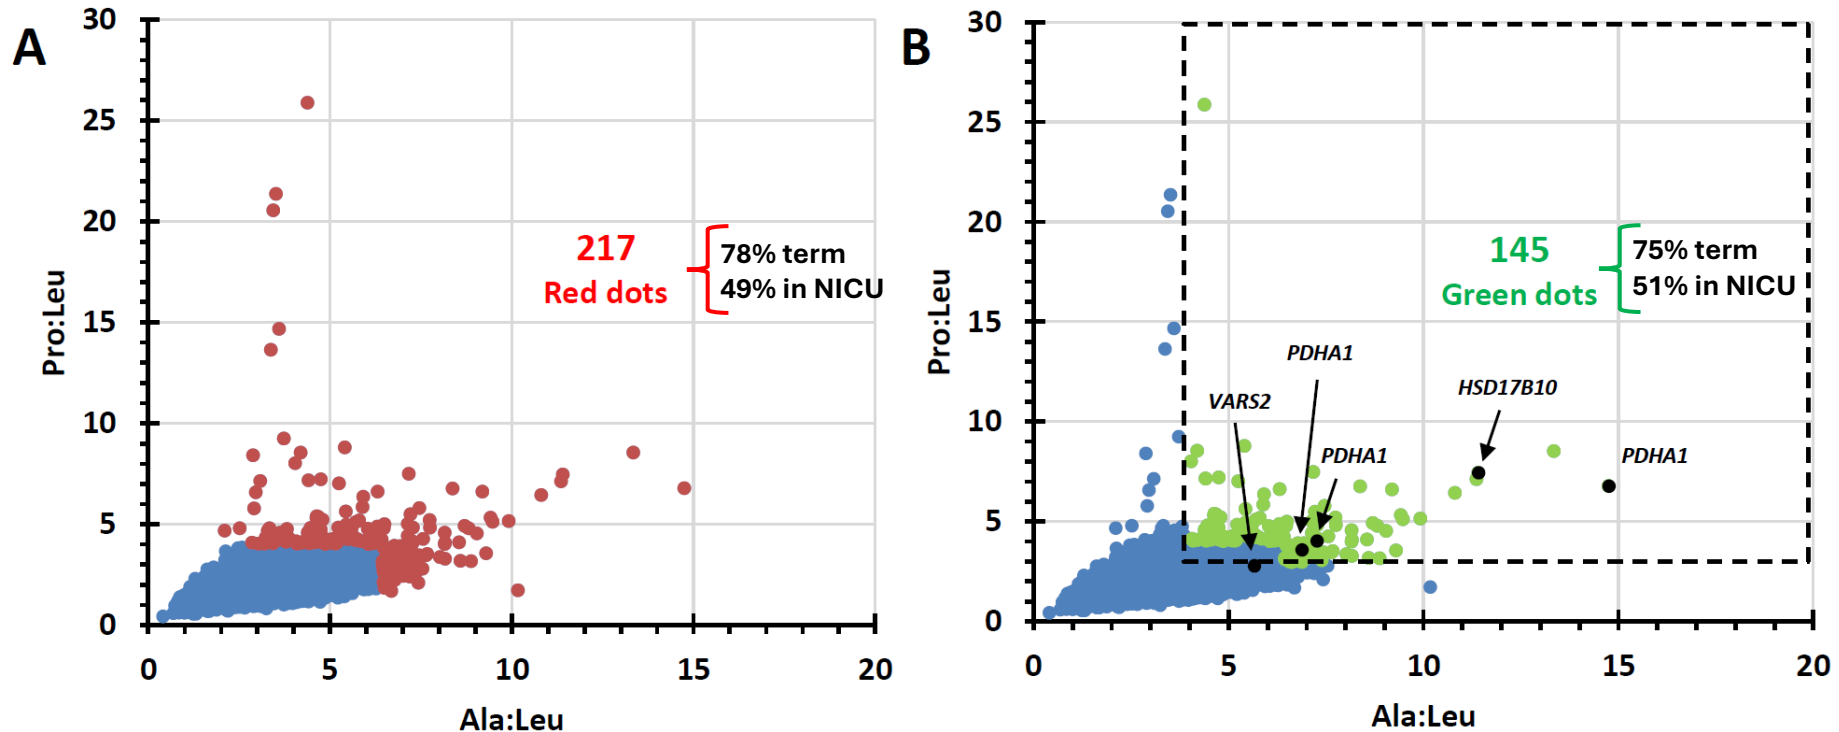 A
30
25
20
15
10
5
0
Pro:Leu
217
Red dots
78% term
49% in NICU
0 5 10 15 20
Ala:Leu
B
30
25
20
15
10
5
0
Pro:Leu
145
Green dots
75% term
51% in NICU
PDHA1
VARS2
HSD17B10
PDHA1
PDHA1
0 5 10 15 20
Ala:Leu